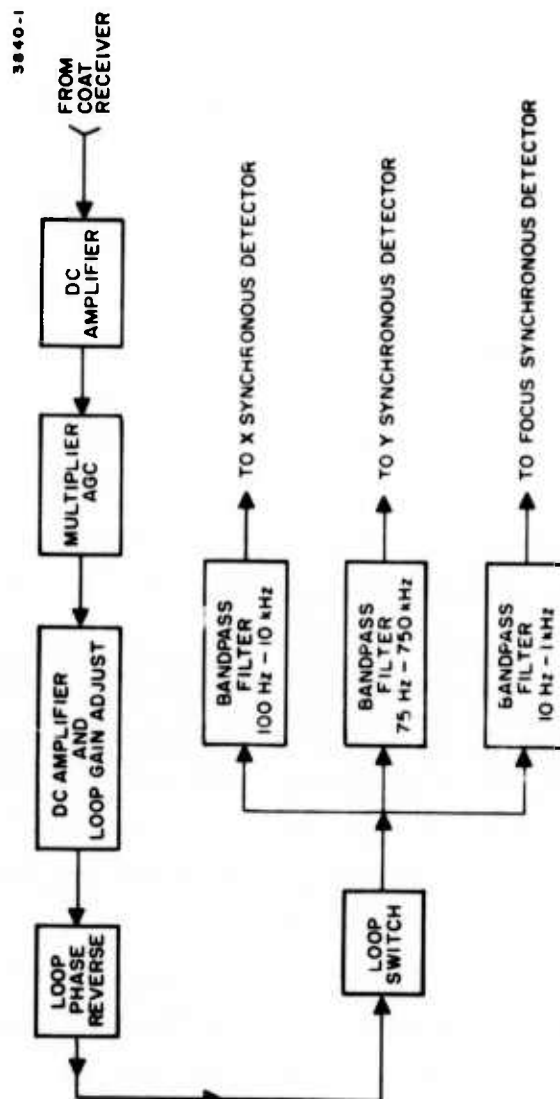 3840-1
FROM
COAT
RECEIVER
DC
AMPLIFIER
MULTIPLIER
AGC
DC AMPLIFIER
AND
LOOP GAIN ADJUST
LOOP
PHASE
REVERSE
LOOP
SWITCH
BANDPASS
FILTER
100 Hz – 10 kHz
TO X SYNCHRONOUS DETECTOR
BANDPASS
FILTER
75 Hz – 750 kHz
TO Y SYNCHRONOUS DETECTOR
BANDPASS
FILTER
10 Hz – 1 kHz
TO FOCUS SYNCHRONOUS DETECTOR